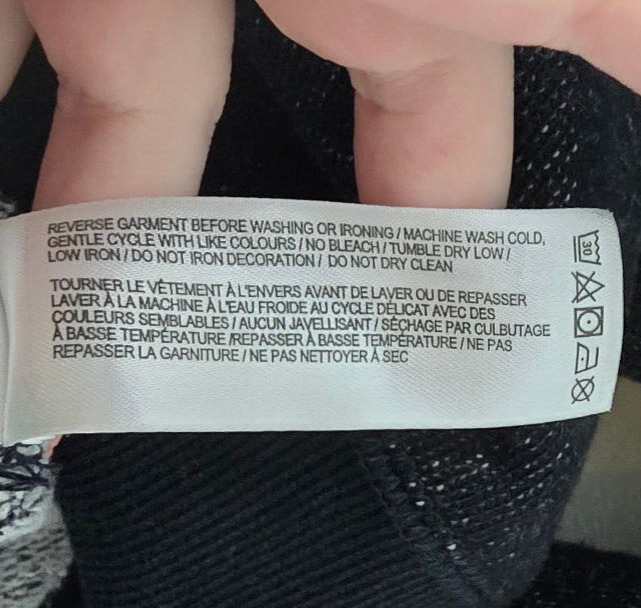 REVERSE GARMENT BEFORE WASHING OR IRONING / MACHINE WASH COLD,
GENTLE CYCLE WITH LIKE COLOURS / NO BLEACH / TUMBLE DRY LOW /
LOW IRON / DO NOT IRON DECORATION / DO NOT DRY CLEAN
TOURNER LE VÊTEMENT À L'ENVERS AVANT DE LAVER OU DE REPASSER
LAVER À LA MACHINE À L'EAU FROIDE AU CYCLE DÉLICAT AVEC DES
COULEURS SEMBLABLES / AUCUN JAVELLISANT / SÉCHAGE PAR CULBUTAGE
À BASSE TEMPÉRATURE /REPASSER À BASSE TEMPÉRATURE / NE PAS
REPASSER LA GARNITURE / NE PAS NETTOYER À SEC
30